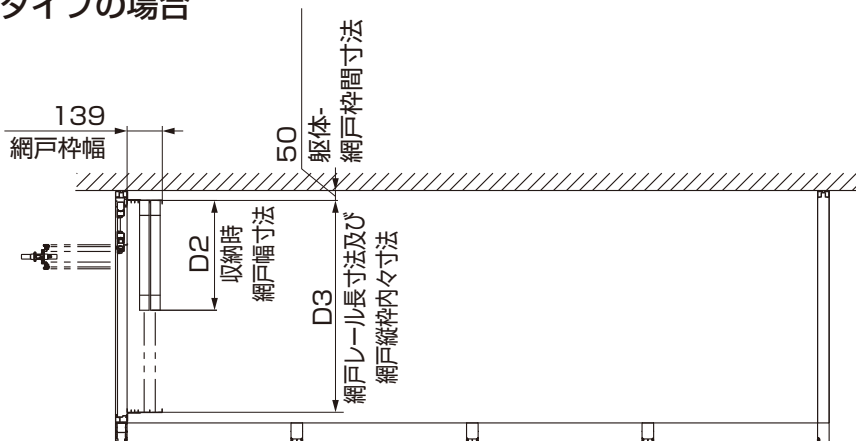 タイプの場合
139
網戸枠幅
50
躯体-
網戸枠間寸法
D2
収納時
網戸幅寸法
D3
網戸レール長寸法及び
網戸縦枠内々寸法